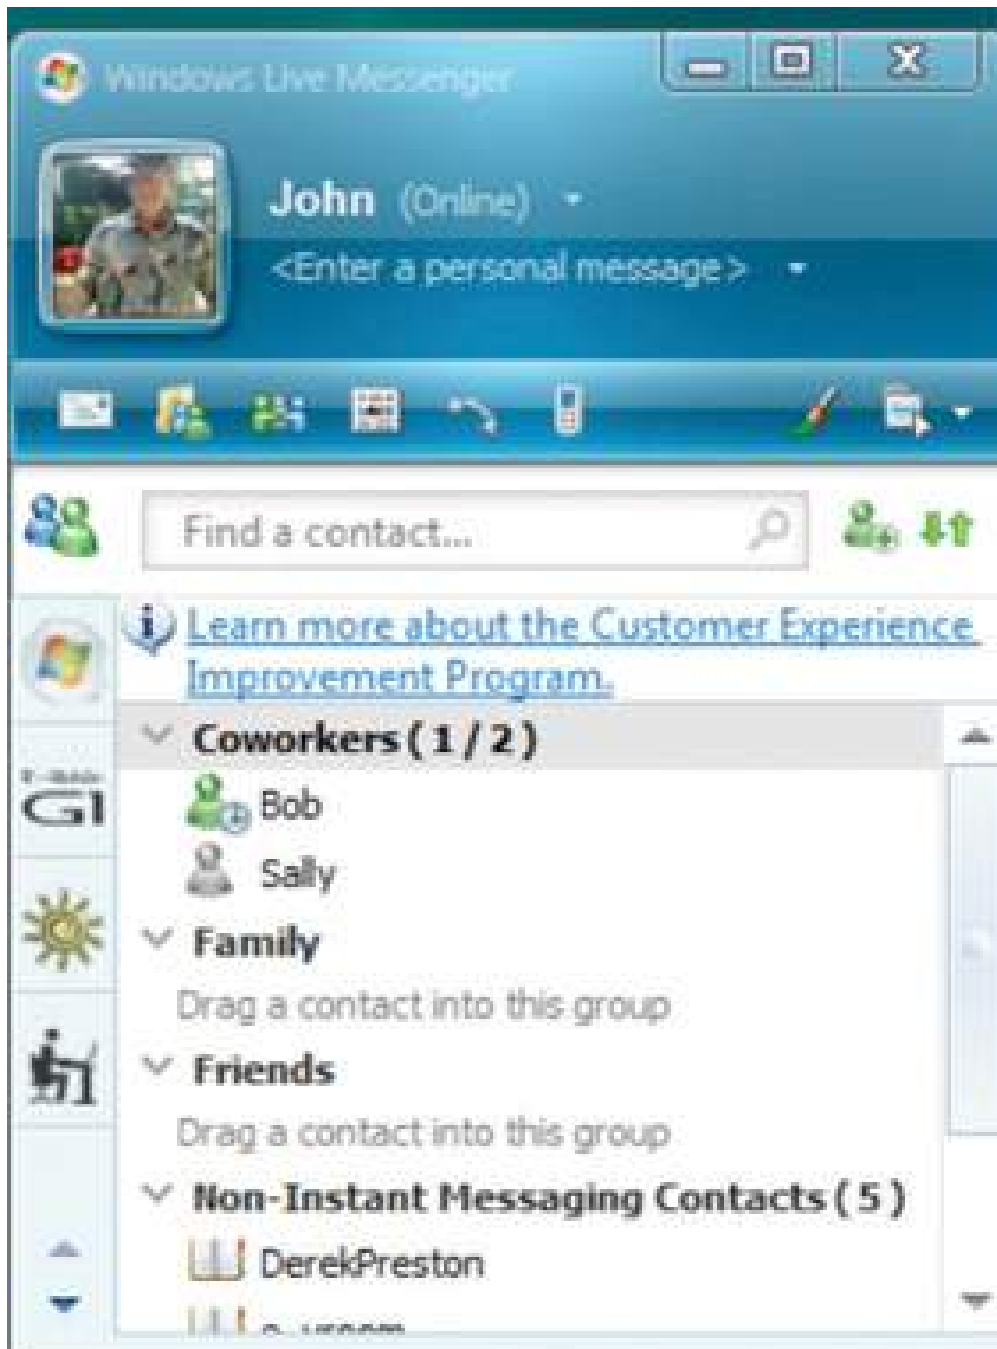 Windows Live Messenger
John (Online)
<Enter a personal message>
Find a contact...
Learn more about the Customer Experience
Improvement Program.
Coworkers (1/2)
G1
Bob
Sally
Family
Drag a contact into this group
Friends
Drag a contact into this group
Non-Instant Messaging Contacts (5)
DerekPreston